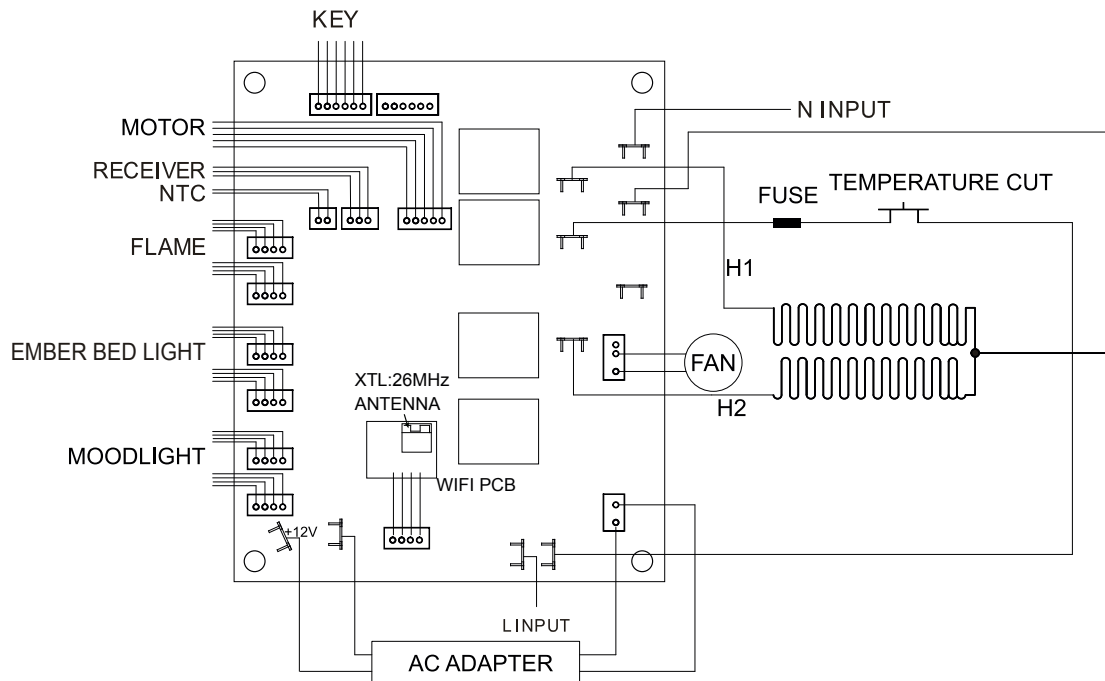 KEY
N INPUT
MOTOR
RECEIVER
NTC
FUSE
TEMPERATURE CUT
FLAME
H1
EMBER BED LIGHT
FAN
XTL:26MHz
ANTENNA
H2
MOODLIGHT
WIFI PCB
+12V
L INPUT
AC ADAPTER